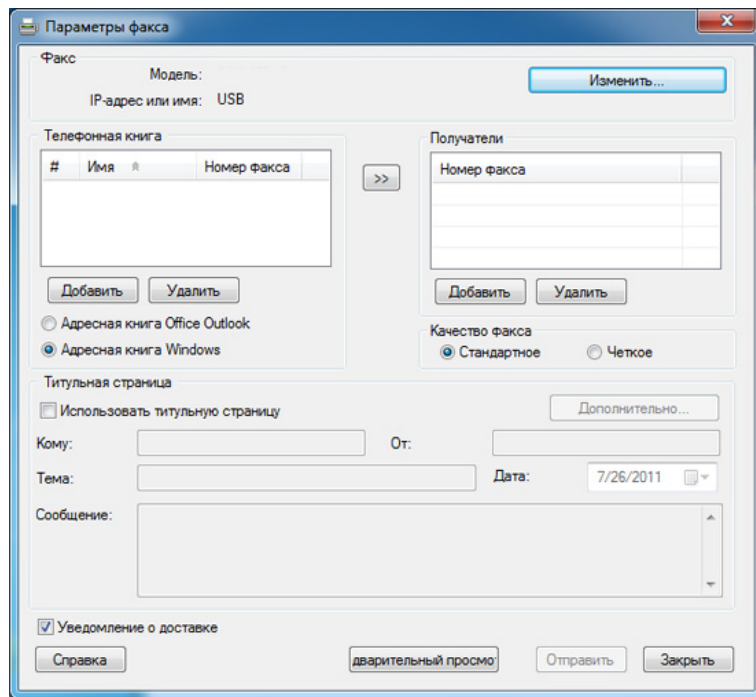 Параметры факса
Факс
Модель:
IP-адрес или имя: USB
Изменить...
Телефонная книга
# Имя Номер факса
>>
Добавить Удалить
Адресная книга Office Outlook
Адресная книга Windows
Получатели
Номер факса
Добавить Удалить
Качество факса
Стандартное Четкое
Титульная страница
Использовать титульную страницу
Дополнительно...
Кому: От:
Тема: Дата: 7/26/2011
Сообщение:
Уведомление о доставке
Справка дварительный просмо Отправить Закрыть